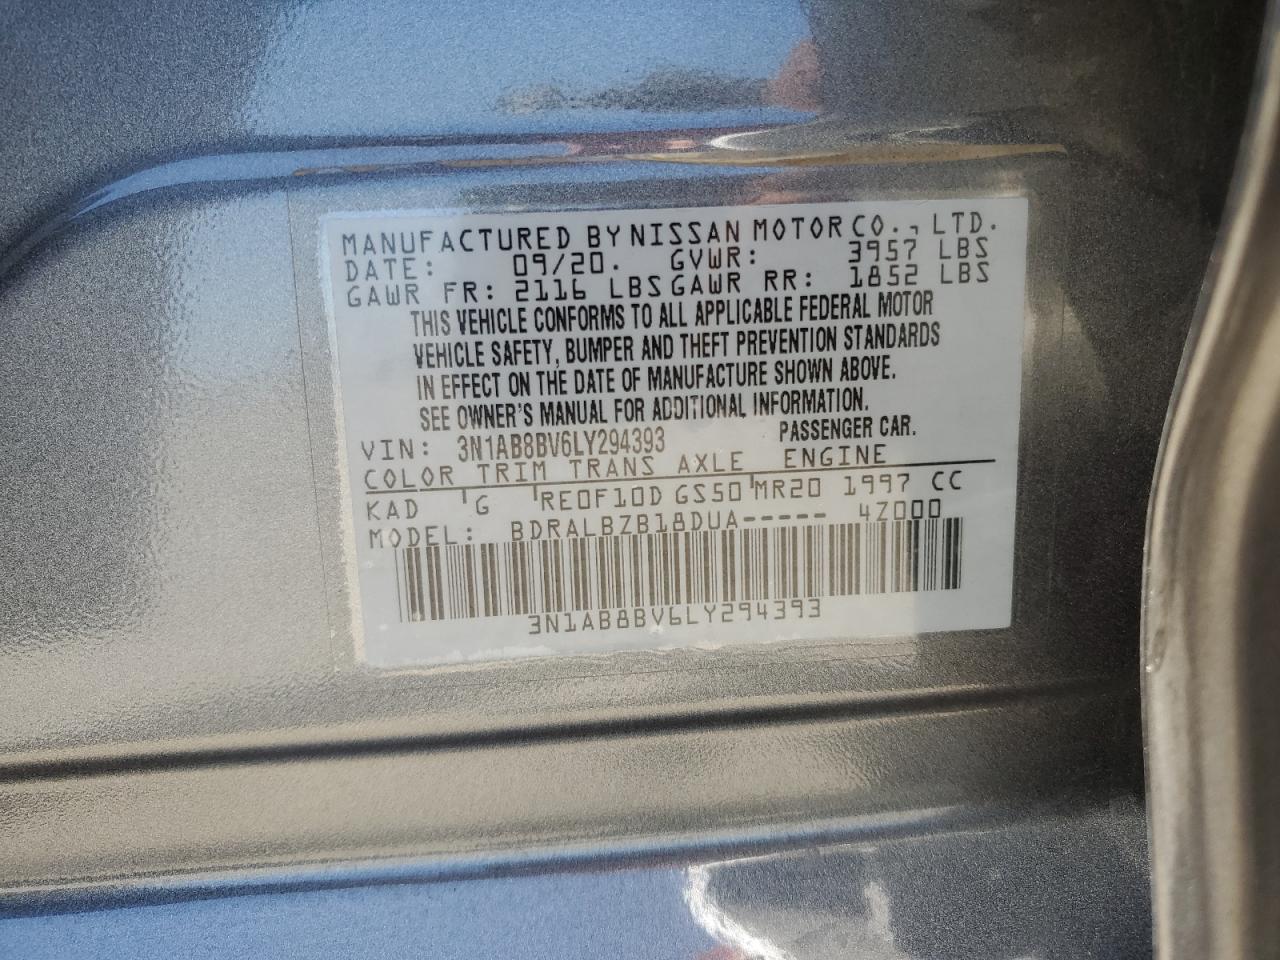 MANUFACTURED BY NISSAN MOTOR CO., LTD.
DATE: 09/20. GVWR: 3957 LBS
GAWR FR: 2116 LBS GAWR RR: 1852 LBS
THIS VEHICLE CONFORMS TO ALL APPLICABLE FEDERAL MOTOR
VEHICLE SAFETY, BUMPER AND THEFT PREVENTION STANDARDS
IN EFFECT ON THE DATE OF MANUFACTURE SHOWN ABOVE.
SEE OWNER'S MANUAL FOR ADDITIONAL INFORMATION.
VIN: 3N1AB8BV6LY294393 PASSENGER CAR.
COLOR TRIM TRANS AXLE ENGINE
KAD G RE0F10D GS50 MR20 1997 CC
MODEL: BDRALBZB18DUA----- 4Z000
3N1AB8BV6LY294393